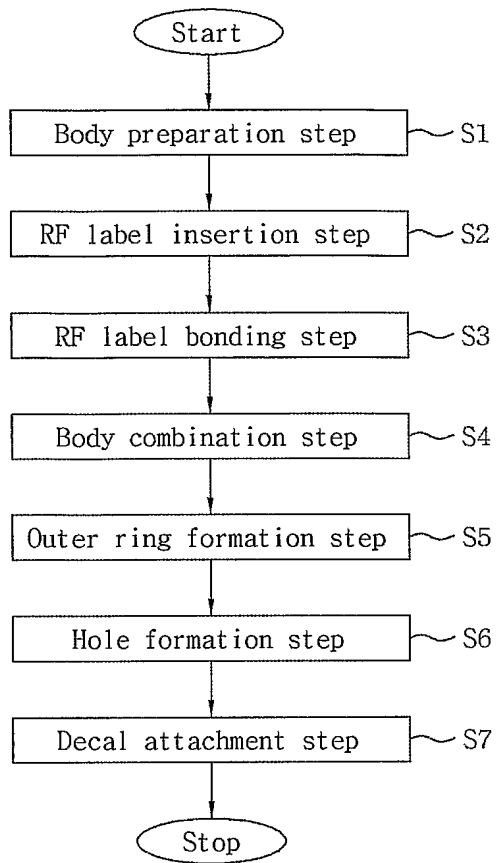 Start
Body preparation step S1
RF label insertion step S2
RF label bonding step S3
Body combination step S4
Outer ring formation step S5
Hole formation step S6
Decal attachment step S7
Stop